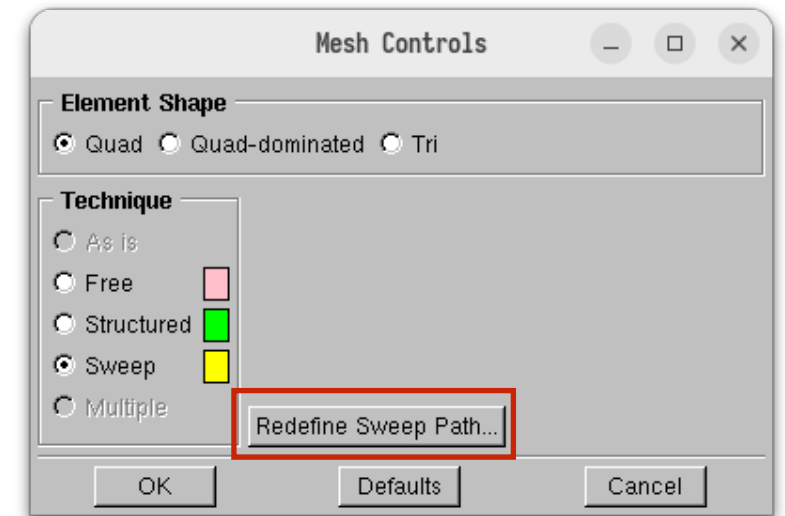 Mesh Controls
Element Shape
Quad Quad-dominated Tri
Technique
As is
Free
Structured
Sweep
Multiple
Redefine Sweep Path...
OK Defaults Cancel